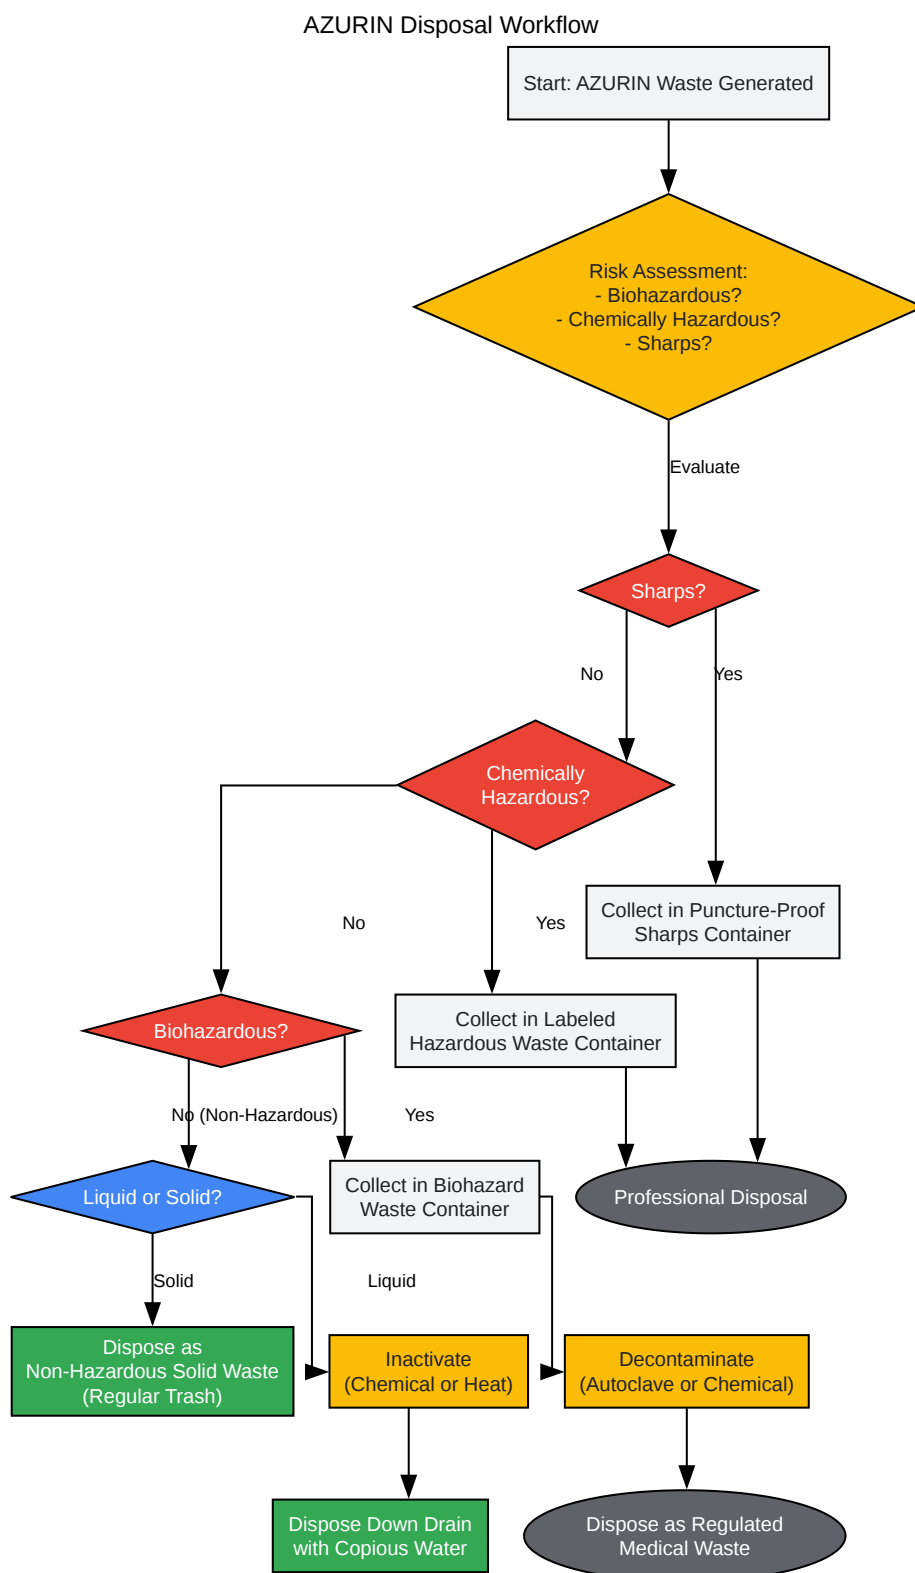 AZURIN Disposal Workflow
Start: AZURIN Waste Generated
Risk Assessment:
- Biohazardous?
- Chemically Hazardous?
- Sharps?
Evaluate
Sharps?
No
Yes
Chemically
Hazardous?
No
Yes
Collect in Puncture-Proof
Sharps Container
Biohazardous?
Collect in Labeled
Hazardous Waste Container
No (Non-Hazardous)
Yes
Liquid or Solid?
Collect in Biohazard
Waste Container
Professional Disposal
Solid
Liquid
Dispose as
Non-Hazardous Solid Waste
(Regular Trash)
Inactivate
(Chemical or Heat)
Decontaminate
(Autoclave or Chemical)
Dispose Down Drain
with Copious Water
Dispose as Regulated
Medical Waste